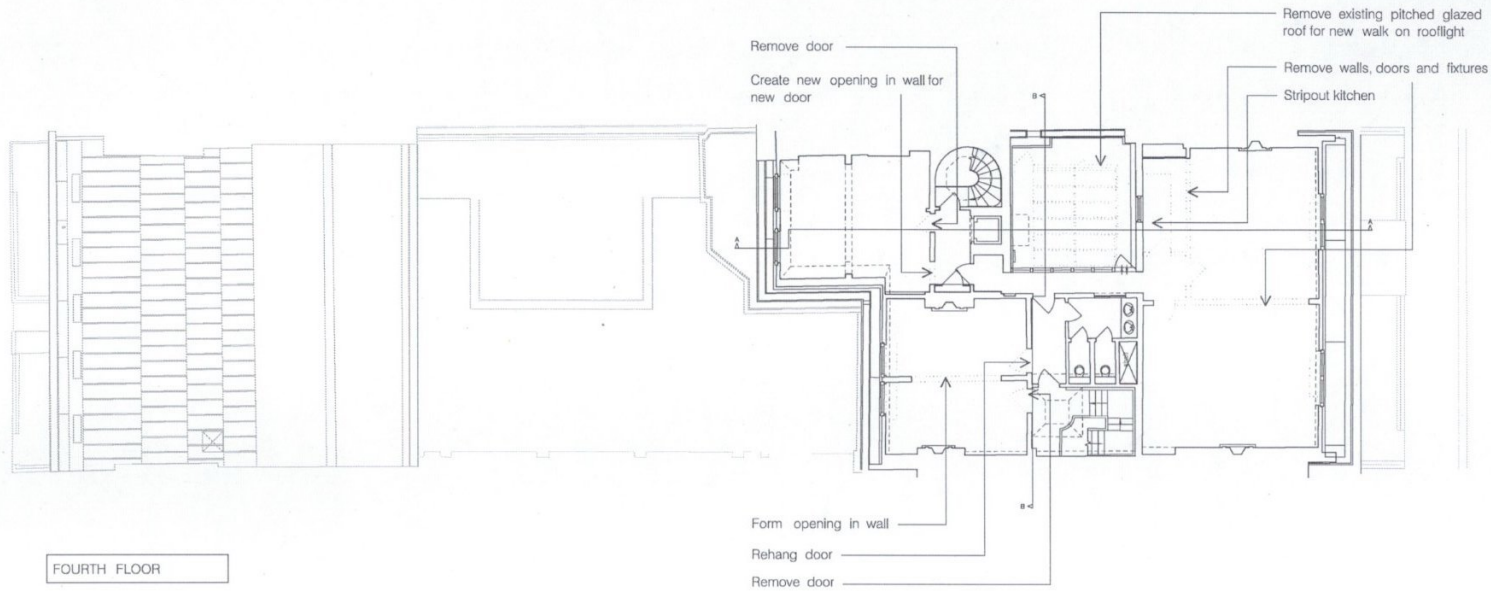 Remove existing pitched glazed
roof for new walk on rooflight
Remove door
Remove walls, doors and fixtures
Create new opening in wall for
new door
Stripout kitchen
B
A
A
A
A
B
Form opening in wall
Rehang door
Remove door
FOURTH FLOOR